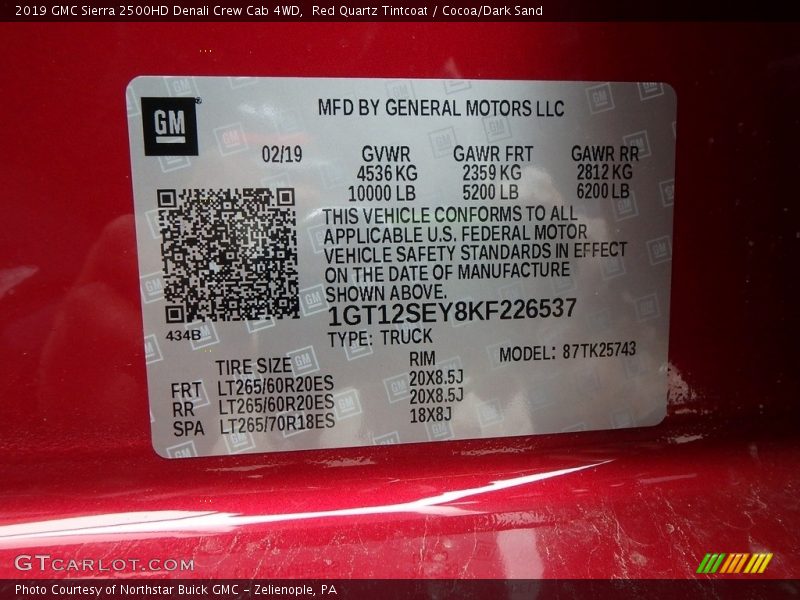 2019 GMC Sierra 2500HD Denali Crew Cab 4WD,  Red Quartz Tintcoat / Cocoa/Dark Sand
GM ®
MFD BY GENERAL MOTORS LLC
02/19 GVWR GAWR FRT GAWR RR
4536 KG 2359 KG 2812 KG
10000 LB 5200 LB 6200 LB
THIS VEHICLE CONFORMS TO ALL
APPLICABLE U.S. FEDERAL MOTOR
VEHICLE SAFETY STANDARDS IN EFFECT
ON THE DATE OF MANUFACTURE
SHOWN ABOVE.
434B
1GT12SEY8KF226537
TYPE: TRUCK
MODEL: 87TK25743
TIRE SIZE RIM
FRT LT265/60R20ES 20X8.5J
RR LT265/60R20ES 20X8.5J
SPA LT265/70R18ES 18X8J
GTCARLOT.COM
Photo Courtesy of Northstar Buick GMC - Zelienople, PA